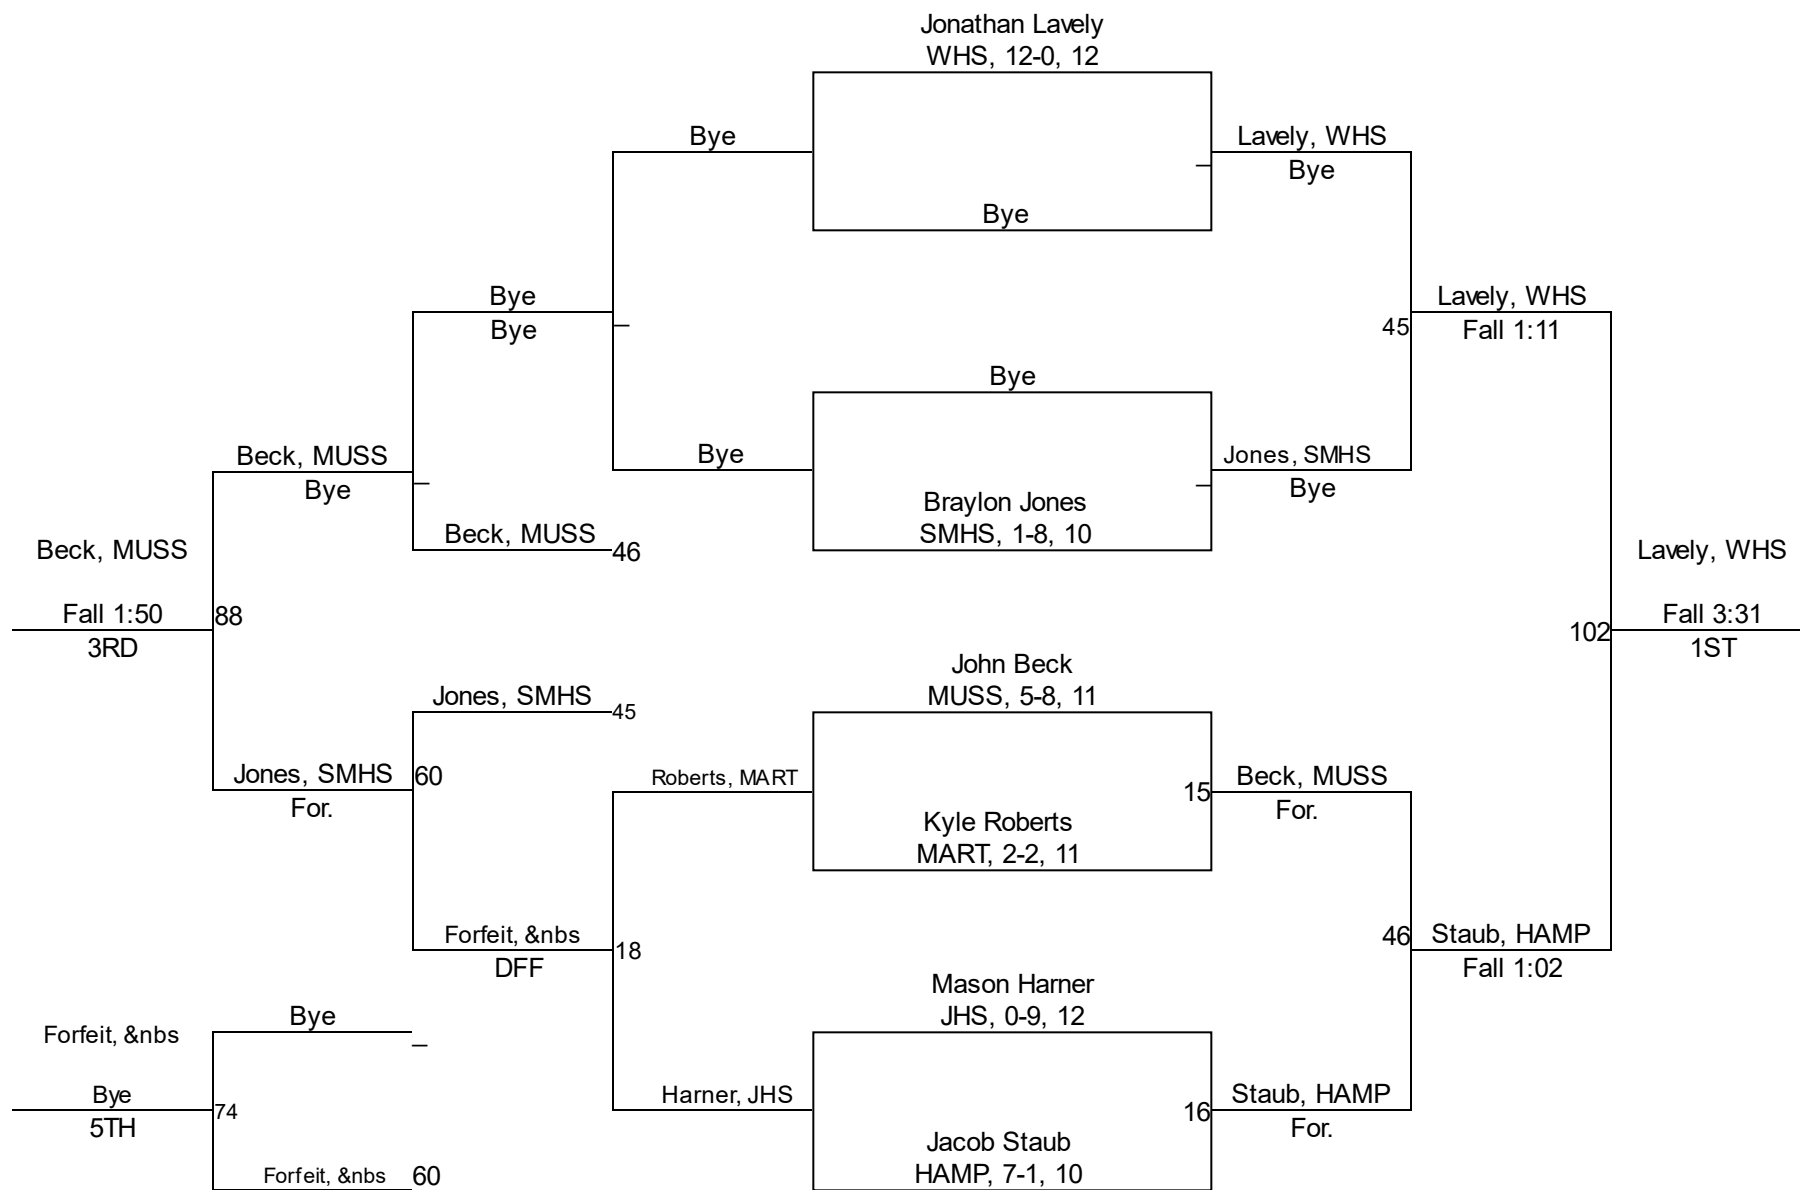 Jonathan Lavely
WHS, 12-0, 12
Bye
Lavely, WHS
Bye
Bye
Bye
Bye
Lavely, WHS
45
Fall 1:11
Bye
Beck, MUSS
Bye
Bye
Jones, SMHS
Bye
Braylon Jones
SMHS, 1-8, 10
Beck, MUSS
46
Beck, MUSS
Lavely, WHS
Fall 1:50
88
3RD
102
Fall 3:31
1ST
John Beck
MUSS, 5-8, 11
Jones, SMHS
45
Jones, SMHS
60
For.
Roberts, MART
15
Beck, MUSS
For.
Kyle Roberts
MART, 2-2, 11
Forfeit, &nbs
18
DFF
46
Staub, HAMP
Fall 1:02
Mason Harner
JHS, 0-9, 12
Forfeit, &nbs
Bye
Bye
74
5TH
Harner, JHS
16
Staub, HAMP
For.
Jacob Staub
HAMP, 7-1, 10
Forfeit, &nbs
60